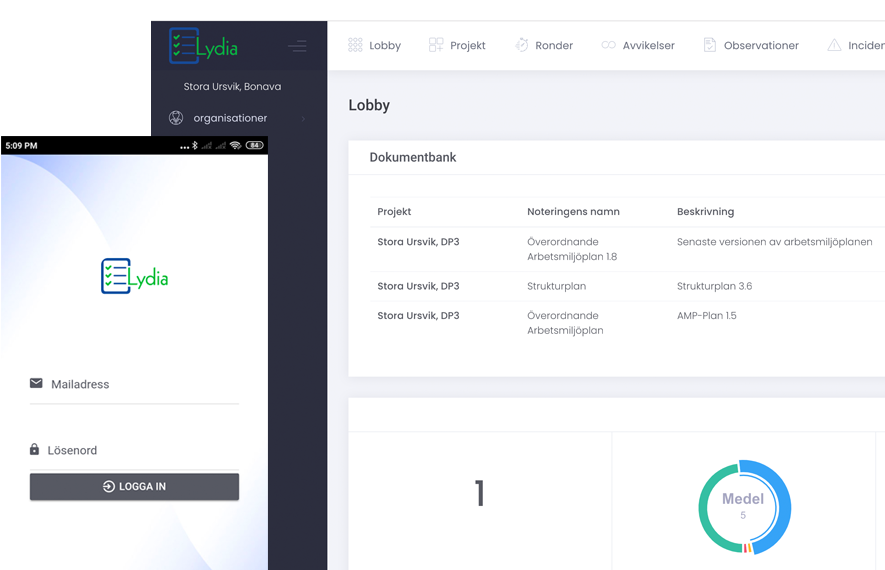 Lydia
Lobby
Projekt
Ronder
Avvikelser
Observationer
Inciden
Stora Ursvik, Bonava
organisationer
Lobby
Dokumentbank
Projekt Noteringens namn Beskrivning
Stora Ursvik, DP3 Överordnande Senaste versionen av arbetsmiljöplanen
Arbetsmiljöplan 1.8
Stora Ursvik, DP3 Strukturplan Strukturplan 3.6
Stora Ursvik, DP3 Överordnande AMP-Plan 1.5
Arbetsmiljöplan
1
Medel
5
5:09 PM
84
Lydia
Mailadress
Lösenord
LOGGA IN